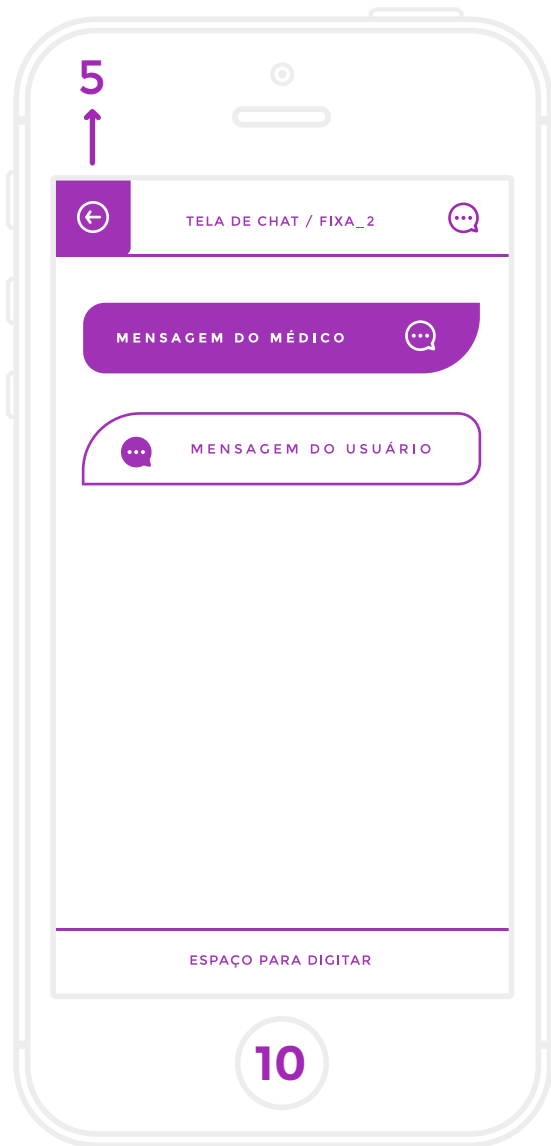 5
TELA DE CHAT / FIXA_2
MENSAGEM DO MÉDICO
MENSAGEM DO USUÁRIO
ESPAÇO PARA DIGITAR
10